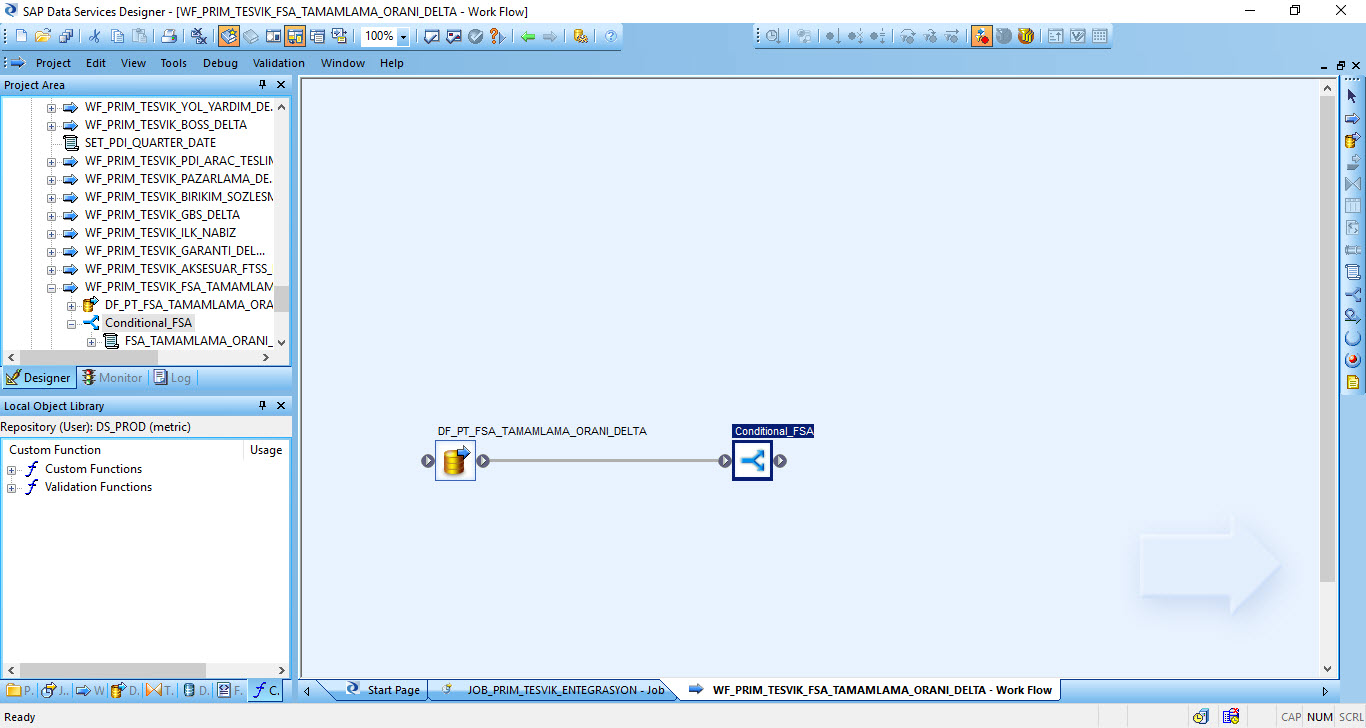 SAP Data Services Designer - [WF_PRIM_TESVIK_FSA_TAMAMLAMA_ORANI_DELTA - Work Flow]
100%
Project Edit View Tools Debug Validation Window Help
Project Area
WF_PRIM_TESVIK_YOL_YARDIM_DE.
WF_PRIM_TESVIK_BOSS_DELTA
SET_PDI_QUARTER_DATE
WF_PRIM_TESVIK_PDI_ARAC_TESLIM
WF_PRIM_TESVIK_PAZARLAMA_DE.
WF_PRIM_TESVIK_BIRIKIM_SOZLESM
WF_PRIM_TESVIK_GBS_DELTA
WF_PRIM_TESVIK_ILK_NABIZ
WF_PRIM_TESVIK_GARANTI_DEL...
WF_PRIM_TESVIK_AKSESUAR_FTSS_
WF_PRIM_TESVIK_FSA_TAMAMLAM
DF_PT_FSA_TAMAMLAMA_ORA
Conditional_FSA
FSA_TAMAMLAMA_ORANI_
Designer Monitor Log
Local Object Library
Repository (User): DS_PROD (metric)
Custom Function Usage
Custom Functions
Validation Functions
P. J.. W D. T. D. F. C.
DF_PT_FSA_TAMAMLAMA_ORANI_DELTA
Conditional_FSA
Start Page JOB_PRIM_TESVIK_ENTEGRASYON - Job WF_PRIM_TESVIK_FSA_TAMAMLAMA_ORANI_DELTA - Work Flow
Ready
CAP NUM SCRL